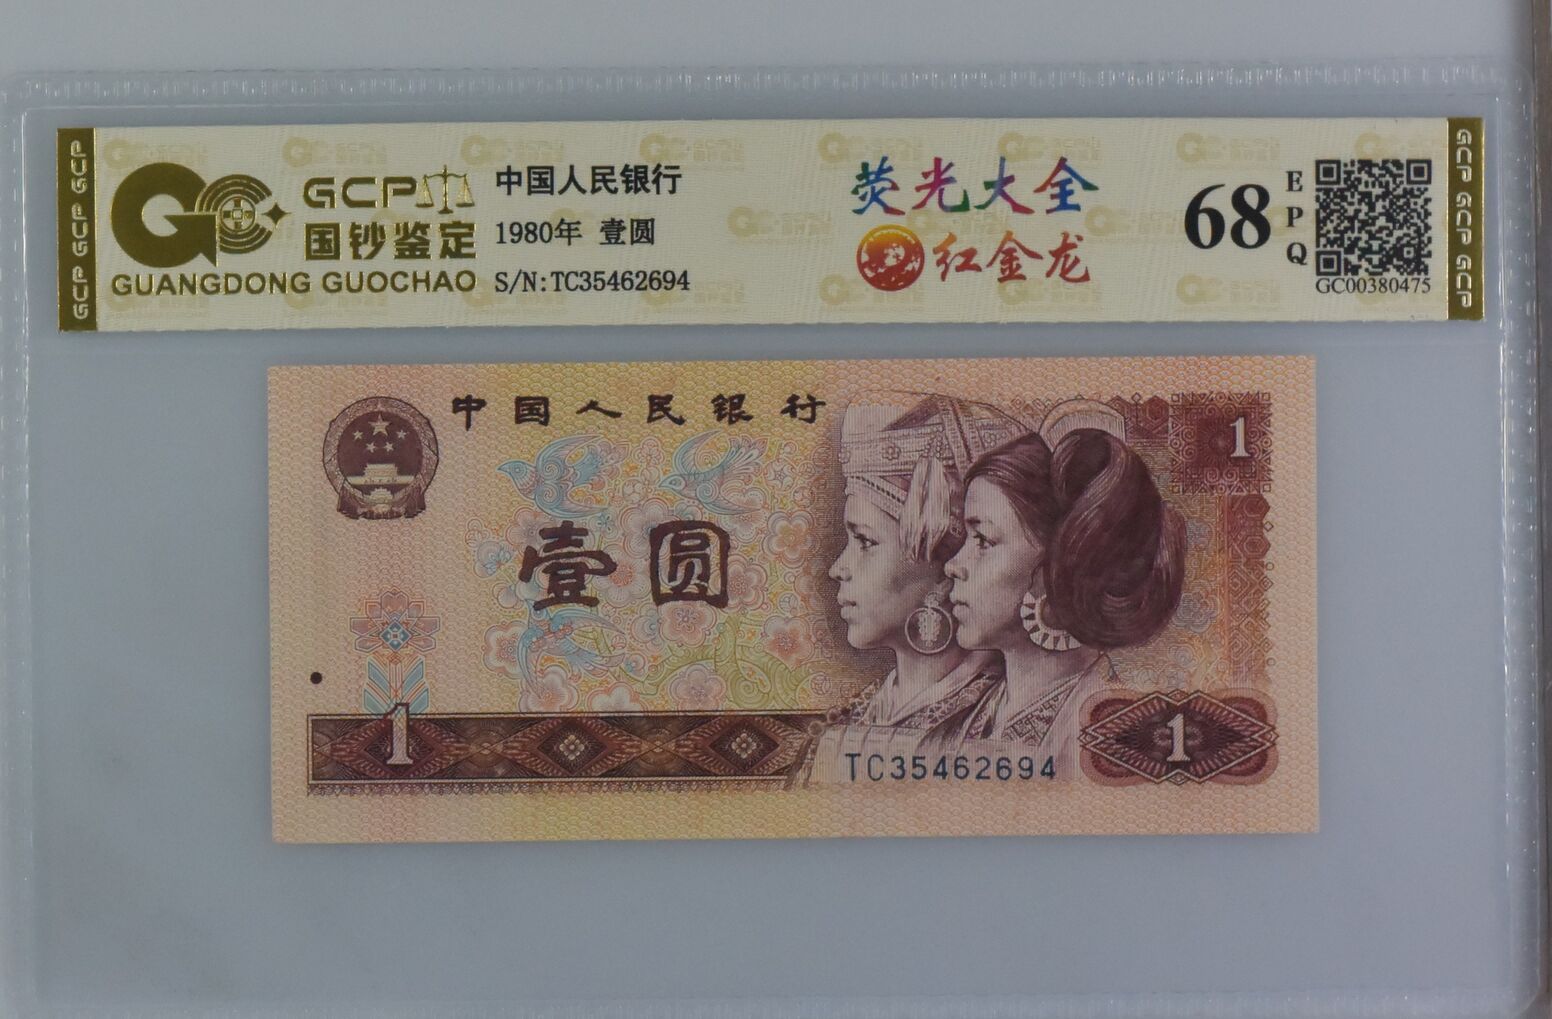 GCP GCP GCP
GCP
国钞鉴定
GUANGDONG GUOCHAO
中国人民银行
1980年 壹圆
S/N:TC35462694
荧光大全
红金龙
68
EPQ
GC00380475
GCP GCP GCP
中国人民银行
1
壹圆
1
TC35462694
1